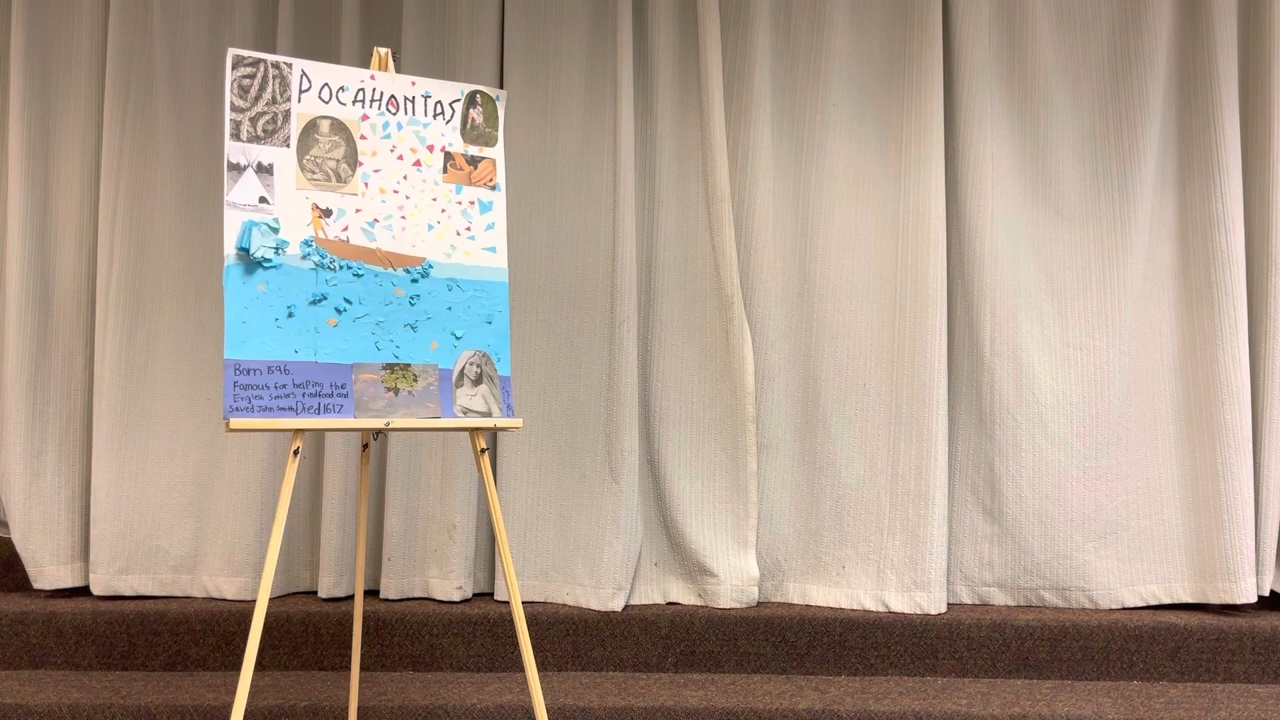 POCAHONTAS
Born 1596.
Famous for helping the
English Settlers find food and
Saved John Smith Died 1617